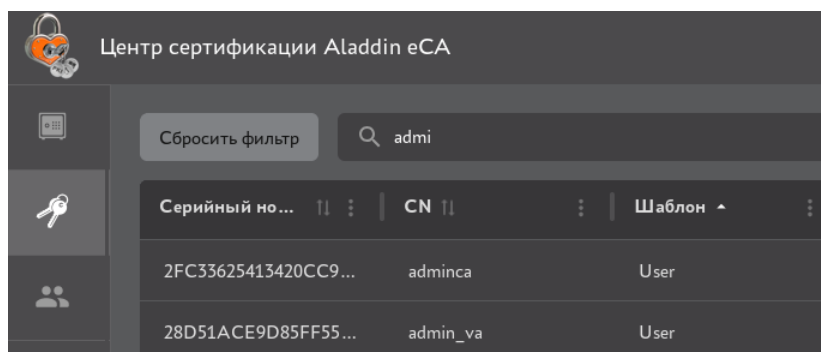 Центр сертификации Aladdin eCA
Сбросить фильтр admi
Серийный но... CN Шаблон
2FC33625413420CC9... adminca User
28D51ACE9D85FF55... admin_va User